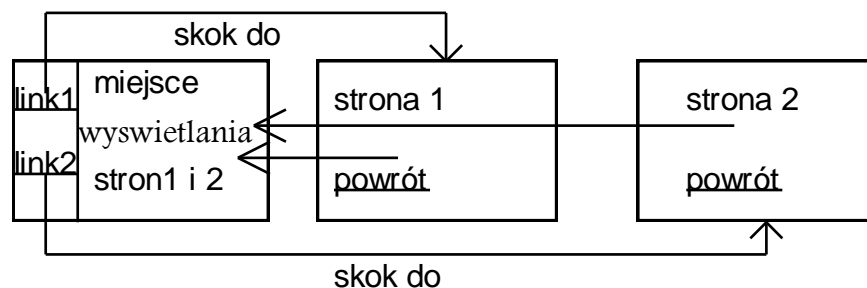 skok do
link1
miejsce
wyswietlania
link2
stron1 i 2
strona 1
powrót
strona 2
powrót
skok do